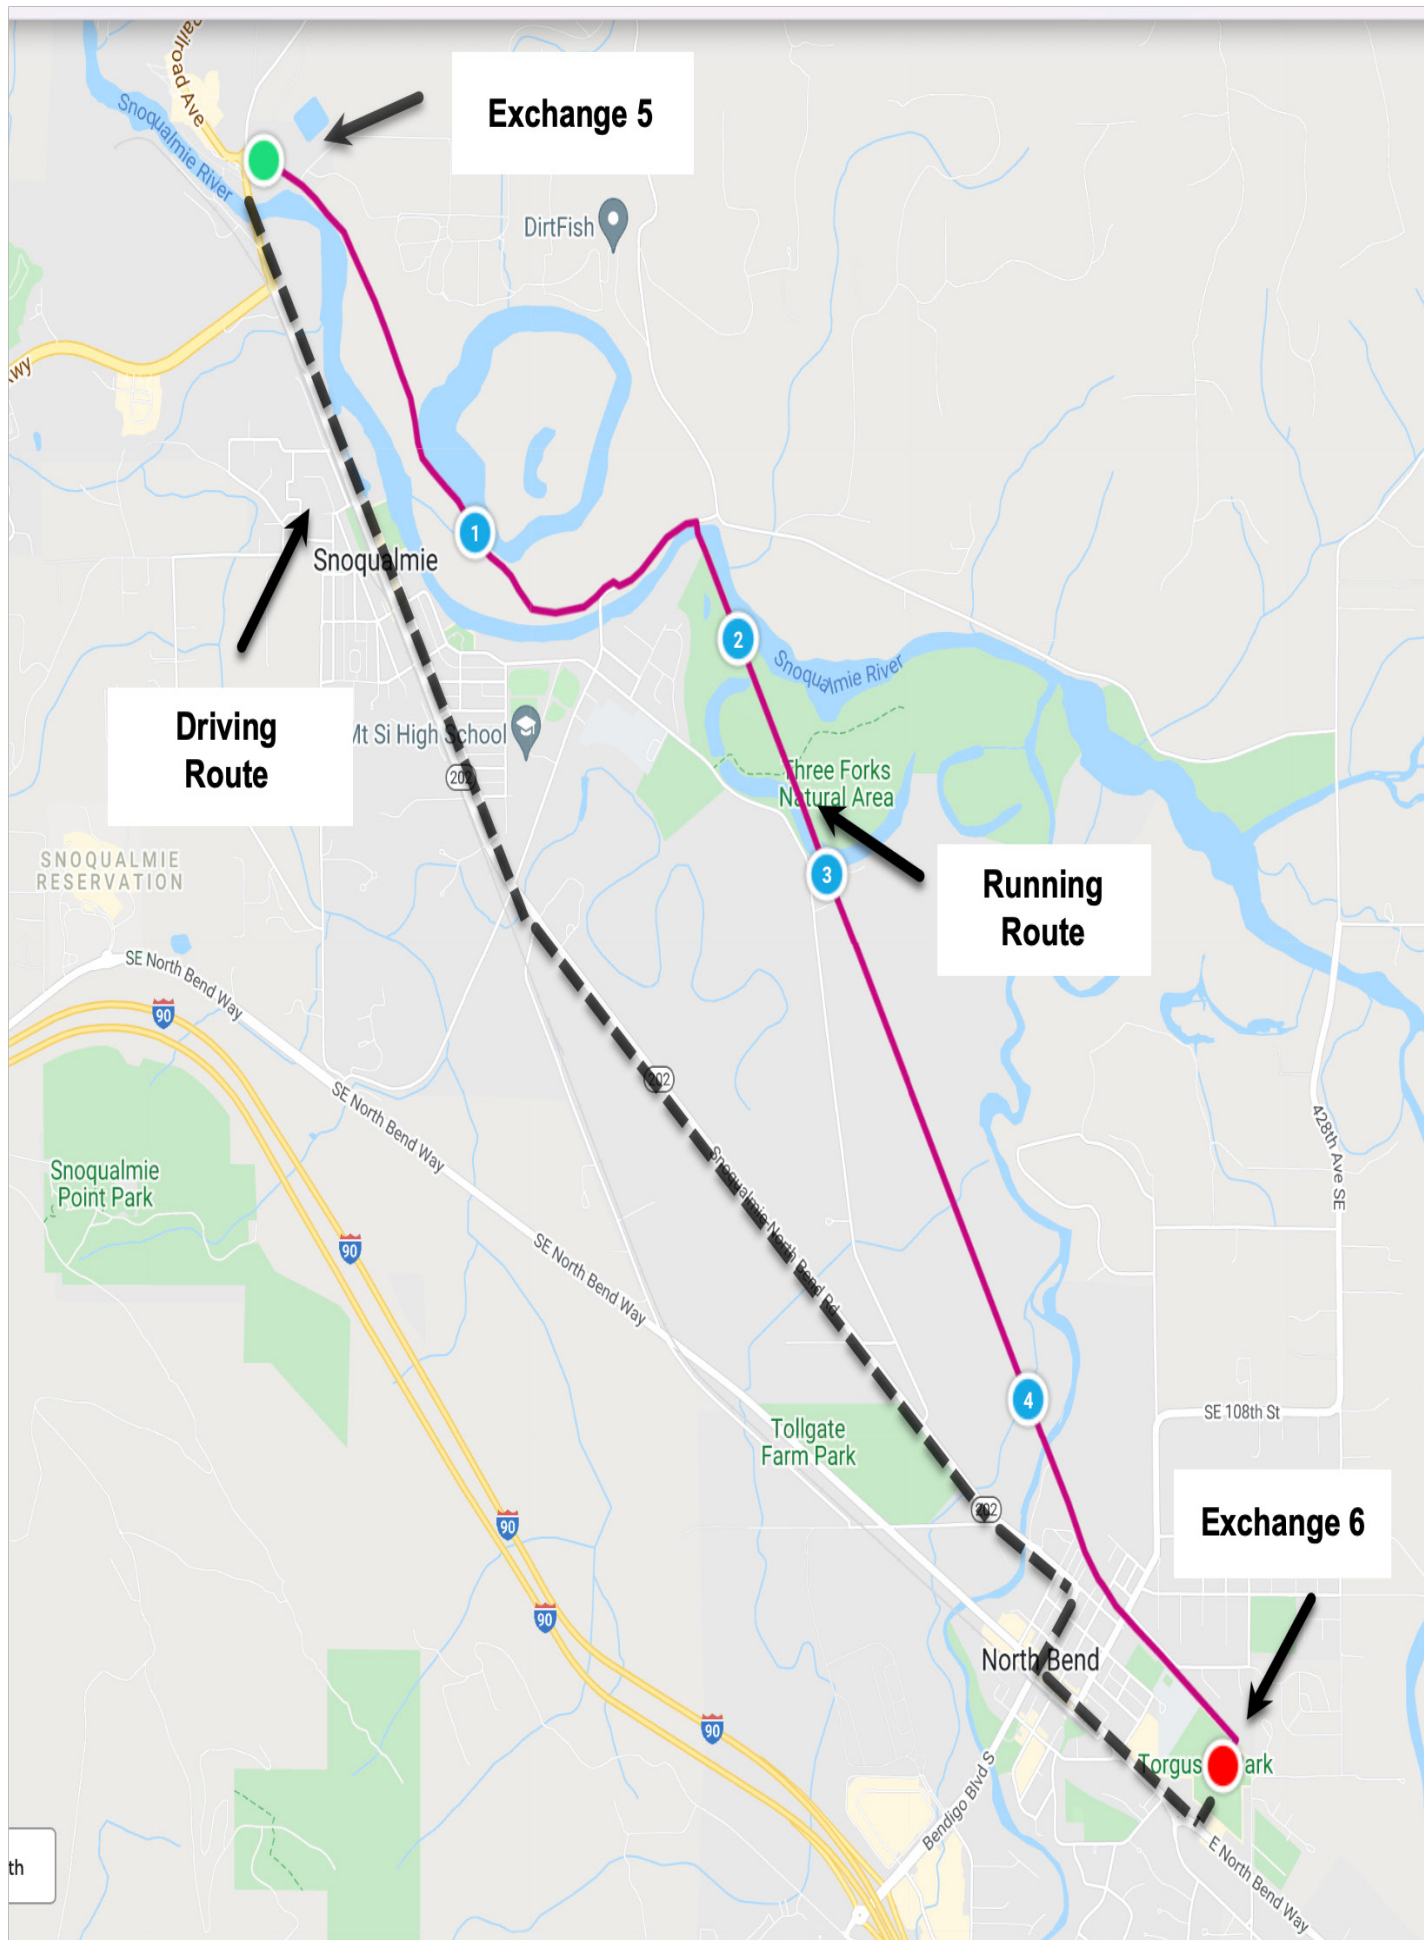 Railroad Ave
Exchange 5
Snoqualmie River
DirtFish
1
Snoqualmie
2
Snoqualmie River
Driving
Route
Mt Si High School
202
Three Forks
Natural Area
3
Running
Route
SNOQUALMIE
RESERVATION
SE North Bend Way
90
202
SE North Bend Way
428th Ave SE
Snoqualmie
Point Park
Snoqualmie North Bend Rd
90
SE North Bend Way
4
SE 108th St
Tollgate
Farm Park
202
Exchange 6
90
90
North Bend
90
Torgus
ark
Bendigo Blvd S
E North Bend Way
th